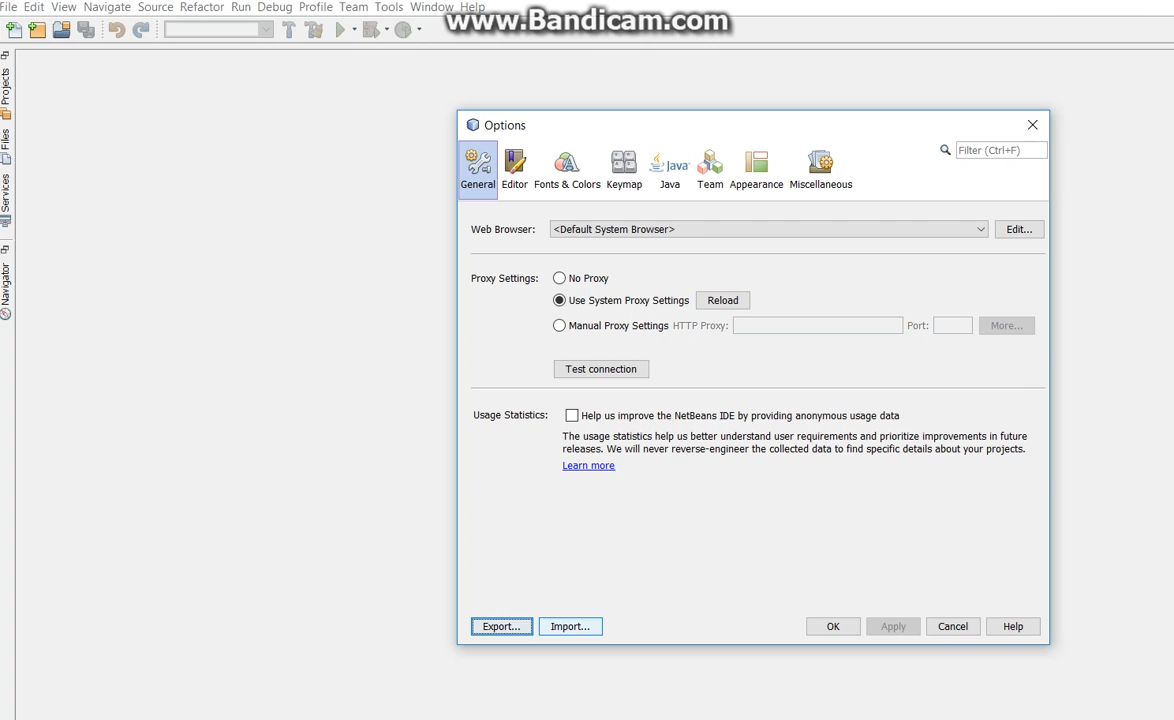 File Edit View Navigate Source Refactor Run Debug Profile Team Tools Window Help
www.Bandicam.com
Projects
Files
Services
Navigator
Options
General Editor Fonts & Colors Keymap Java Team Appearance Miscellaneous
Filter (Ctrl+F)
Java
Web Browser: <Default System Browser> Edit...
Proxy Settings: No Proxy
Use System Proxy Settings Reload
Manual Proxy Settings HTTP Proxy: Port: More...
Test connection
Usage Statistics: Help us improve the NetBeans IDE by providing anonymous usage data
The usage statistics help us better understand user requirements and prioritize improvements in future
releases. We will never reverse-engineer the collected data to find specific details about your projects.
Learn more
Export... Import... OK Apply Cancel Help